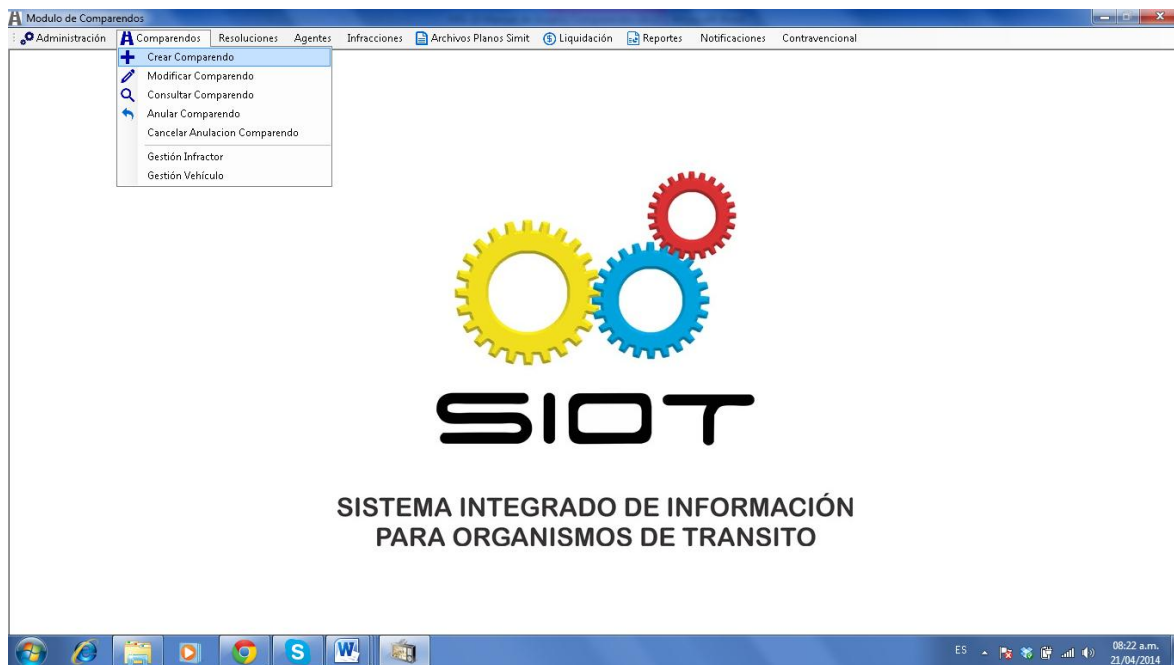 Modulo de Comparendos
Administración Comparendos Resoluciones Agentes Infracciones Archivos Planos Simit Liquidación Reportes Notificaciones Contravencional
Crear Comparendo
Modificar Comparendo
Consultar Comparendo
Anular Comparendo
Cancelar Anulacion Comparendo
Gestión Infractor
Gestión Vehículo
SIOT
SISTEMA INTEGRADO DE INFORMACIÓN
PARA ORGANISMOS DE TRANSITO
ES
08:22 a.m.
21/04/2014